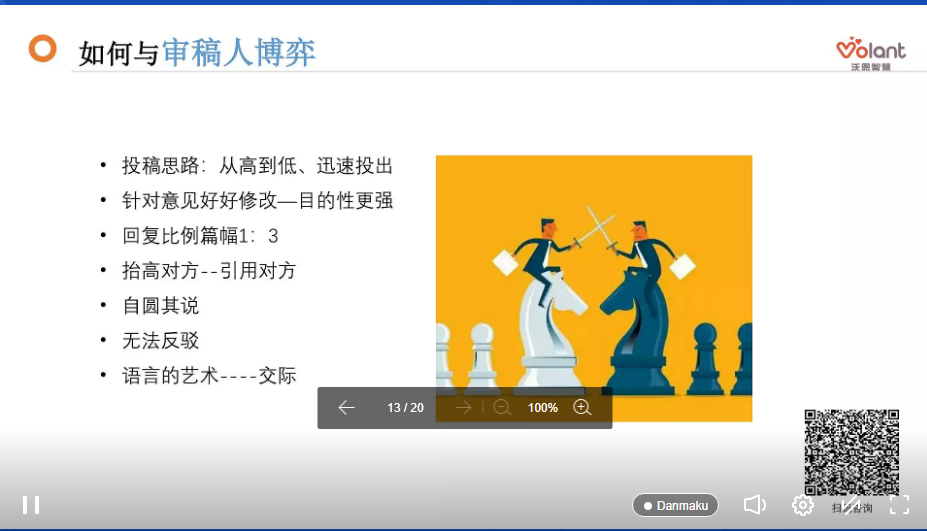 如何与审稿人博弈
Volant
沃恩智慧
• 投稿思路：从高到低、迅速投出
• 针对意见好好修改—目的性更强
• 回复比例篇幅1：3
• 抬高对方--引用对方
• 自圆其说
• 无法反驳
• 语言的艺术----交际
13 / 20
100%
Danmaku
咨询